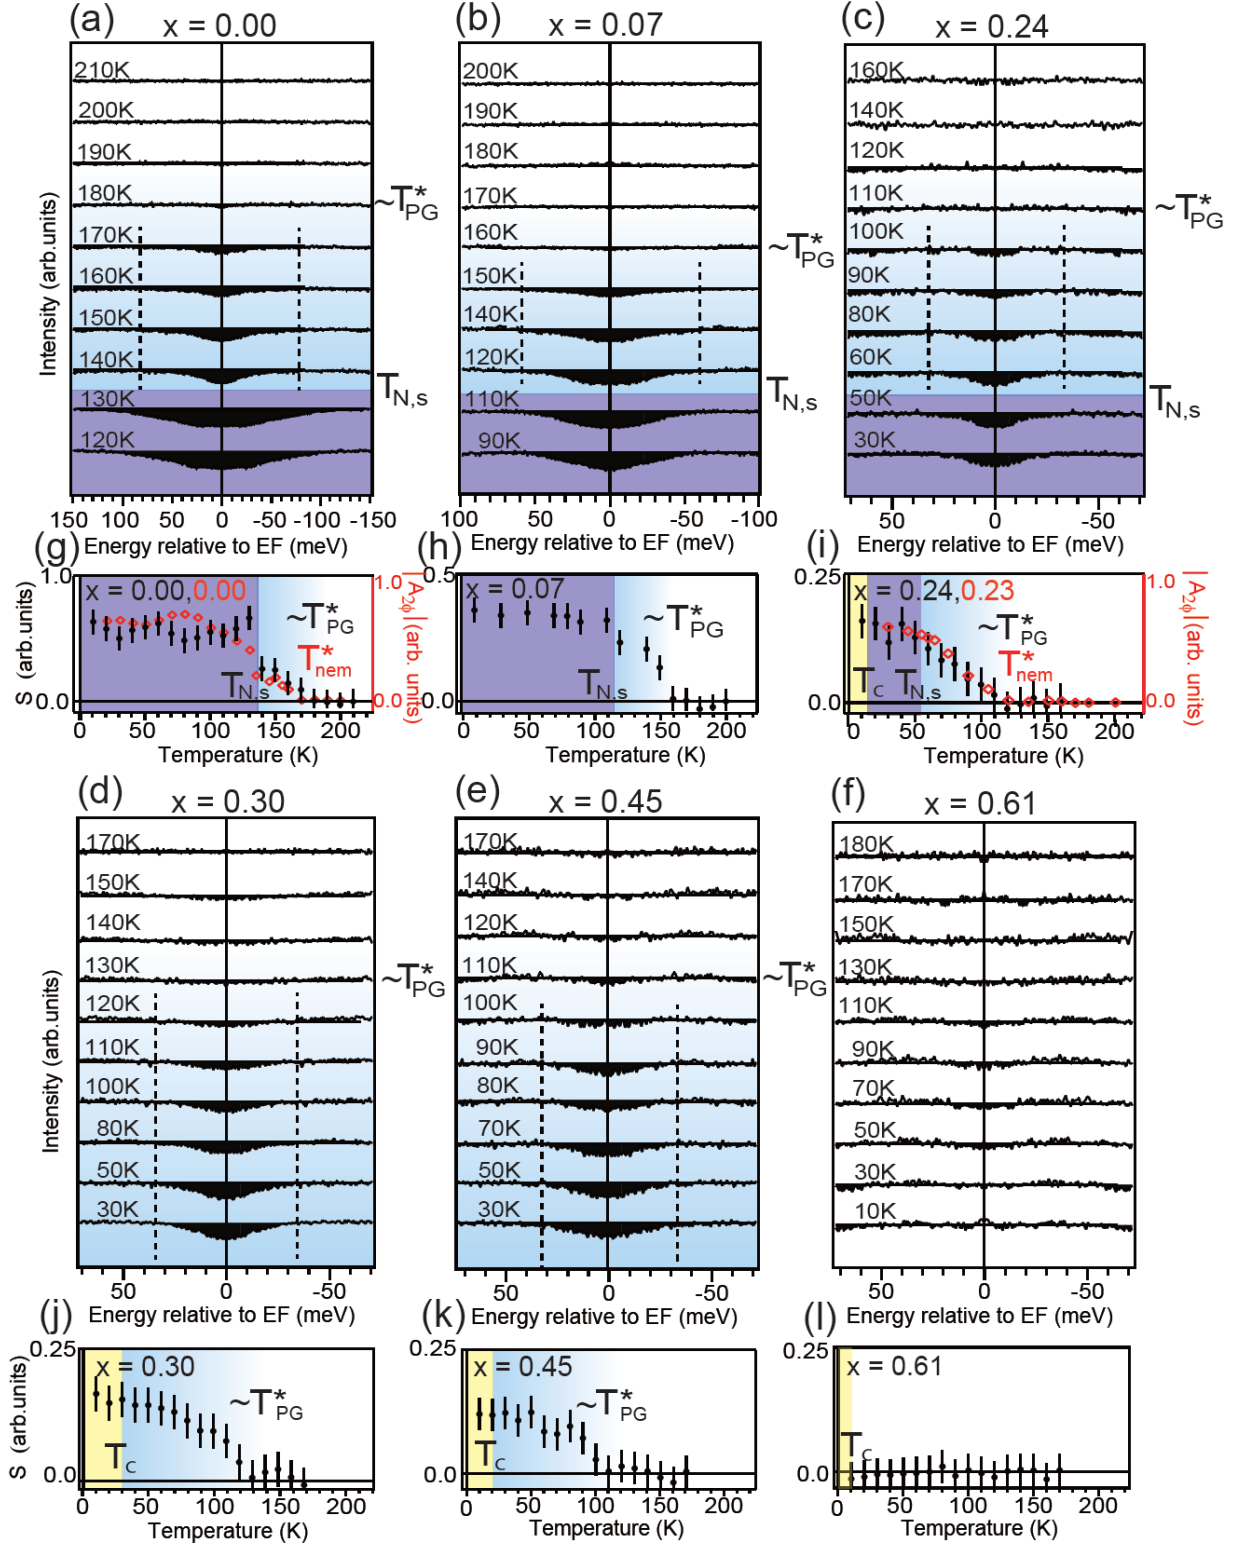 (a) x = 0.00
210K
200K
190K
180K
170K
160K
150K
140K
130K
120K
~T*PG
TN,s
Intensity (arb.units)
150 100 50 0 -50 -100 -150
Energy relative to EF (meV)
(b) x = 0.07
200K
190K
180K
170K
160K
150K
140K
120K
110K
90K
~T*PG
TN,s
100 50 0 -50 -100
Energy relative to EF (meV)
(c) x = 0.24
160K
140K
120K
110K
100K
90K
80K
60K
50K
30K
~T*PG
TN,s
50 0 -50
Energy relative to EF (meV)
(g)
x = 0.00,0.00
~T*PG
T*nem
TN,s
1.0
0.0
S (arb.units)
1.0
0.0
|A2ϕ|(arb. units)
0 50 100 150 200
Temperature (K)
(h)
x = 0.07
~T*PG
TN,s
0.5
0.0
0 50 100 150 200
Temperature (K)
(i)
x = 0.24,0.23
~T*PG
T*nem
Tc TN,s
0.25
0.0
1.0
0.0
|A2ϕ|(arb. units)
0 50 100 150 200
Temperature (K)
(d) x = 0.30
170K
150K
140K
130K
120K
110K
100K
80K
50K
30K
~T*PG
Intensity (arb.units)
50 0 -50
Energy relative to EF (meV)
(e) x = 0.45
170K
140K
120K
110K
100K
90K
80K
70K
50K
30K
~T*PG
50 0 -50
Energy relative to EF (meV)
(f) x = 0.61
180K
170K
150K
130K
110K
90K
70K
50K
30K
10K
50 0 -50
Energy relative to EF (meV)
(j)
x = 0.30
~T*PG
Tc
0.25
0.0
S (arb.units)
0 50 100 150 200
Temperature (K)
(k)
x = 0.45
~T*PG
Tc
0.25
0.0
0 50 100 150 200
Temperature (K)
(l)
x = 0.61
Tc
0.25
0.0
0 50 100 150 200
Temperature (K)